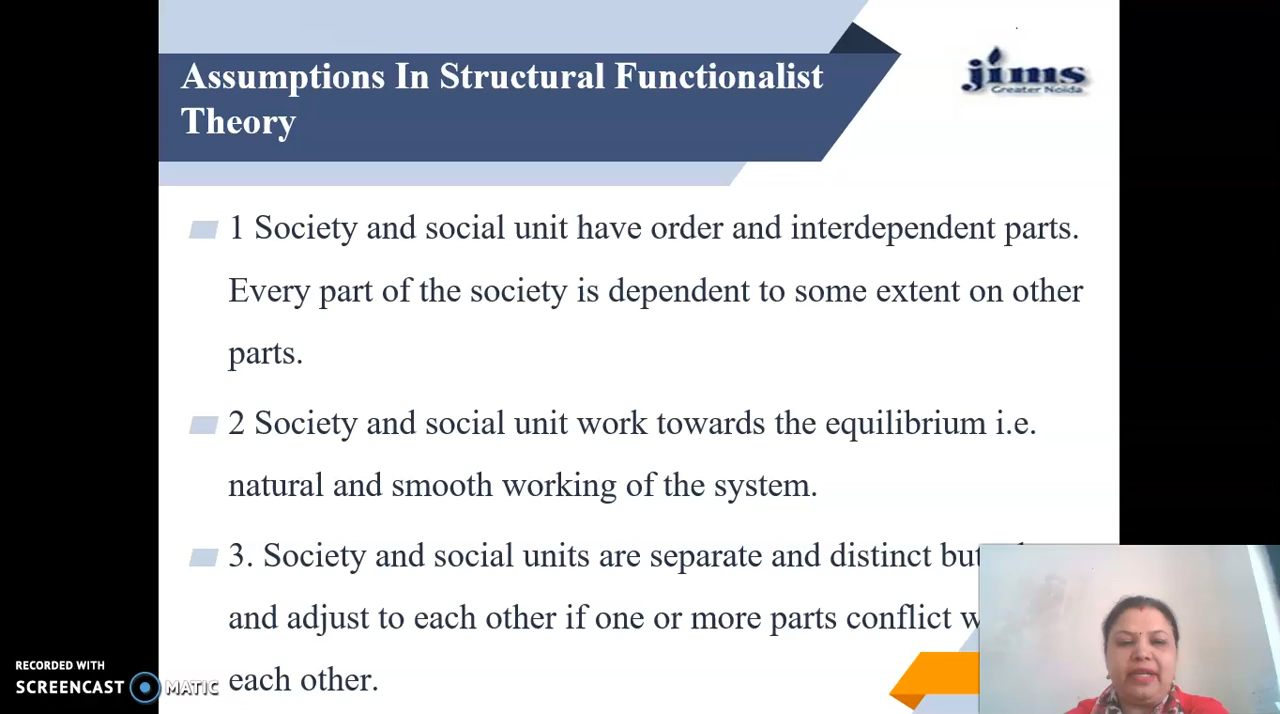 Assumptions In Structural Functionalist
Theory
jims
Greater Noida
1 Society and social unit have order and interdependent parts.
Every part of the society is dependent to some extent on other
parts.
2 Society and social unit work towards the equilibrium i.e.
natural and smooth working of the system.
3. Society and social units are separate and distinct but
and adjust to each other if one or more parts conflict
each other.
RECORDED WITH
SCREENCAST MATIC